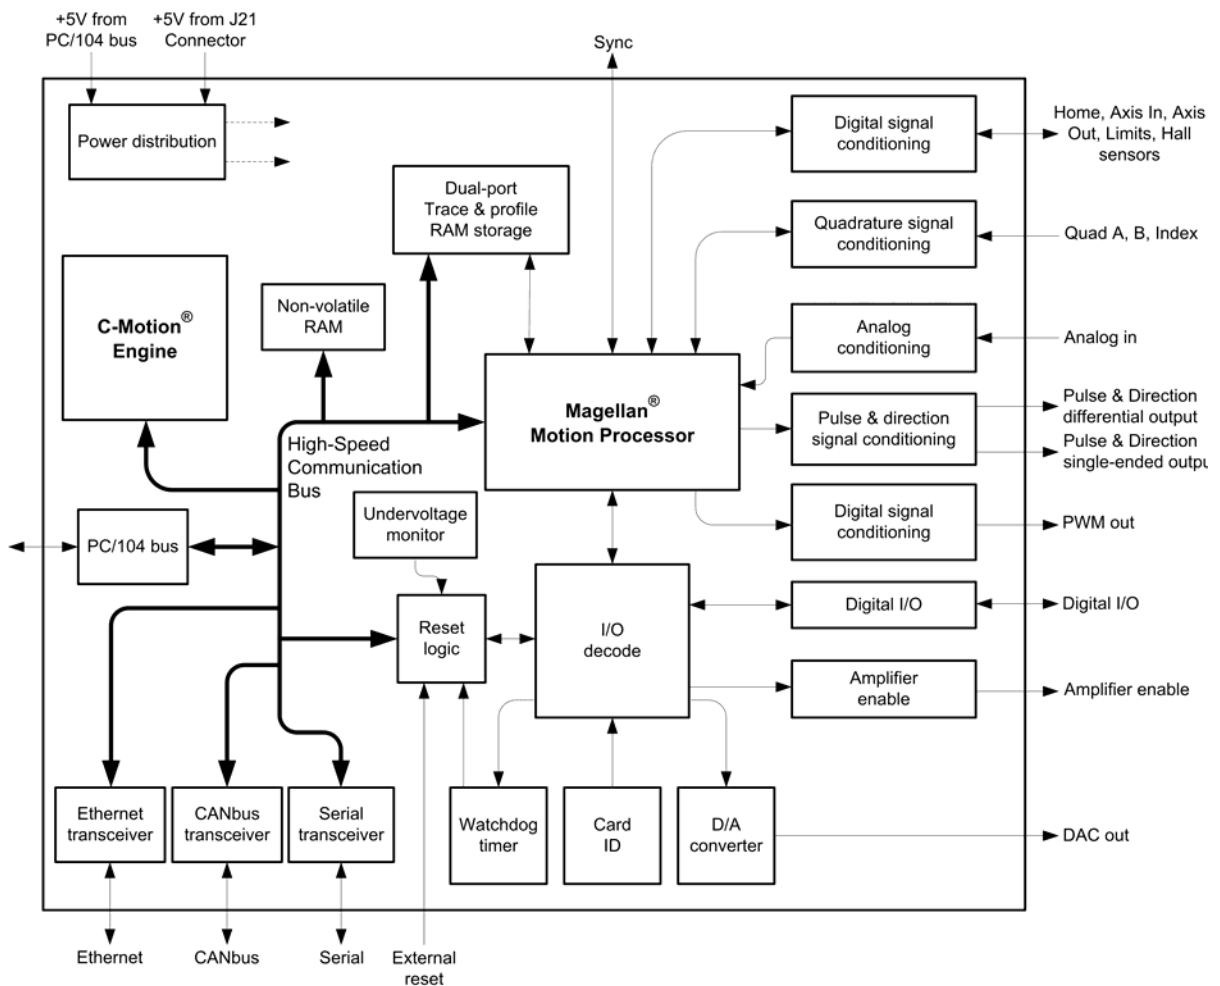 +5V from
PC/104 bus
+5V from J21
Connector
Sync
Power distribution
Digital signal
conditioning
Home, Axis In, Axis
Out, Limits, Hall
sensors
Dual-port
Trace & profile
RAM storage
Quadrature signal
conditioning
Quad A, B, Index
C-Motion®
Engine
Non-volatile
RAM
Analog
conditioning
Analog in
Magellan®
Motion Processor
Pulse & direction
signal conditioning
Pulse & Direction
differential output
Pulse & Direction
single-ended outpu
High-Speed
Communication
Bus
Undervoltage
monitor
Digital signal
conditioning
PWM out
PC/104 bus
Reset
logic
I/O
decode
Digital I/O
Digital I/O
Amplifier
enable
Amplifier enable
Ethernet
transceiver
CANbus
transceiver
Serial
transceiver
Watchdog
timer
Card
ID
D/A
converter
DAC out
Ethernet
CANbus
Serial
External
reset